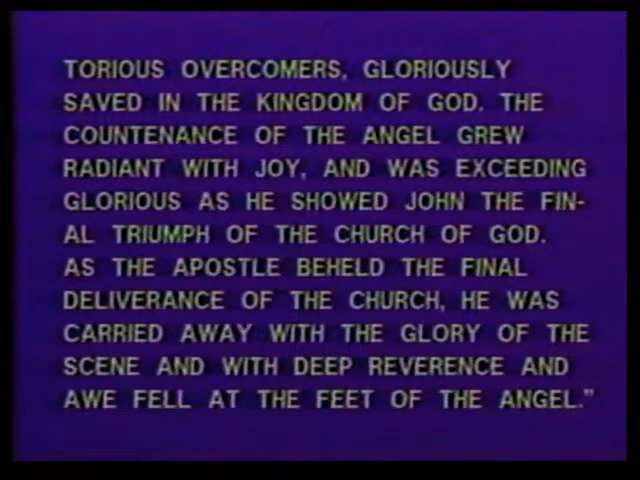 TORIOUS OVERCOMERS, GLORIOUSLY
SAVED IN THE KINGDOM OF GOD. THE
COUNTENANCE OF THE ANGEL GREW
RADIANT WITH JOY, AND WAS EXCEEDING
GLORIOUS AS HE SHOWED JOHN THE FIN-
AL TRIUMPH OF THE CHURCH OF GOD.
AS THE APOSTLE BEHELD THE FINAL
DELIVERANCE OF THE CHURCH, HE WAS
CARRIED AWAY WITH THE GLORY OF THE
SCENE AND WITH DEEP REVERENCE AND
AWE FELL AT THE FEET OF THE ANGEL.”